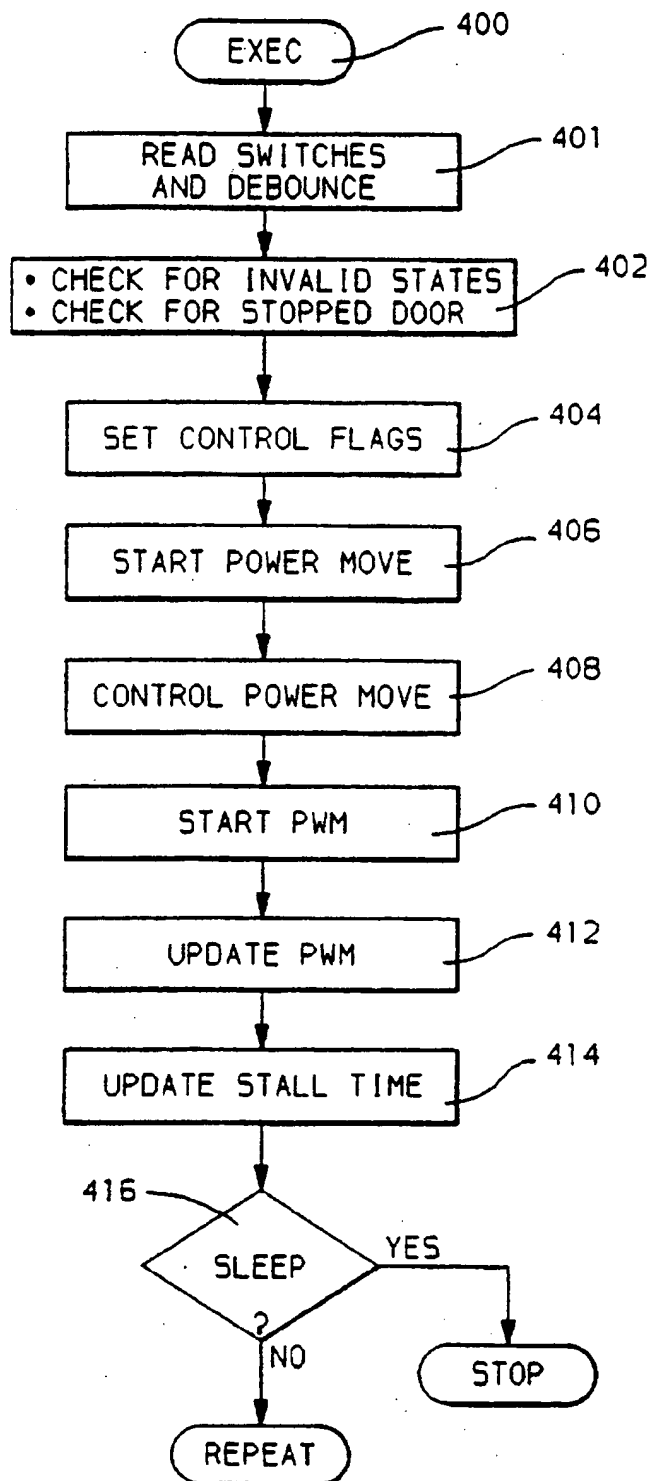 EXEC
400
READ SWITCHES
AND DEBOUNCE
401
• CHECK FOR INVALID STATES
• CHECK FOR STOPPED DOOR
402
SET CONTROL FLAGS
404
START POWER MOVE
406
CONTROL POWER MOVE
408
START PWM
410
UPDATE PWM
412
UPDATE STALL TIME
414
416
SLEEP
?
YES
NO
STOP
REPEAT